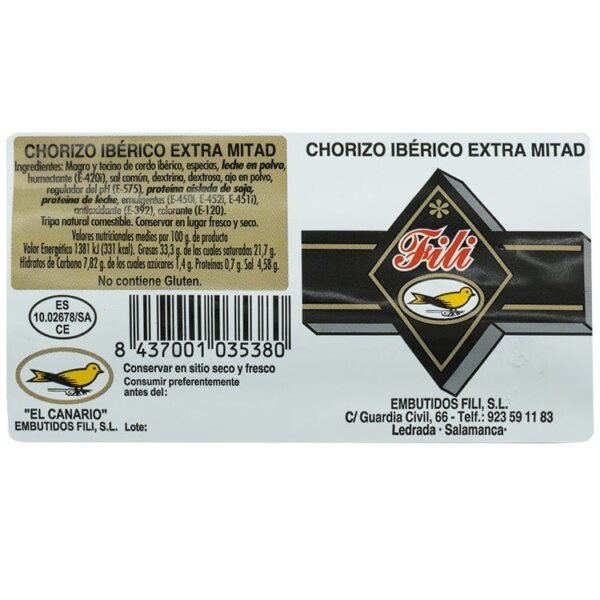 CHORIZO IBÉRICO EXTRA MITAD
Ingredientes: Magro y tocino de cerdo ibérico, especias, leche en polvo,
humectante (E-420i), sal común, dextrina, dextrosa, ajo en polvo,
regulador del pH (E-575), proteína aislada de soja,
proteína de leche, emulgentes (E-450i, E-452i, E-451i),
antioxidante (E-392), colorante (E-120).
Tripa natural comestible. Conservar en lugar fresco y seco.
Valores nutricionales medios por 100 g. de producto
Valor Energético 1381 kJ (331 kcal). Grasas 33,3 g. de las cuales saturadas 21,7 g.
Hidratos de Carbono 7,82 g. de los cuales azúcares 1,4 g. Proteínas 0,7 g. Sal 4,58 g.
No contiene Gluten.
ES
10.02678/SA
CE
8 437001 035380
Conservar en sitio seco y fresco
Consumir preferentemente
antes del:
"EL CANARIO"
EMBUTIDOS FILI, S.L. Lote:
CHORIZO IBÉRICO EXTRA MITAD
Fili
EMBUTIDOS FILI, S.L.
C/ Guardia Civil, 66 - Telf.: 923 59 11 83
Ledrada · Salamanca·